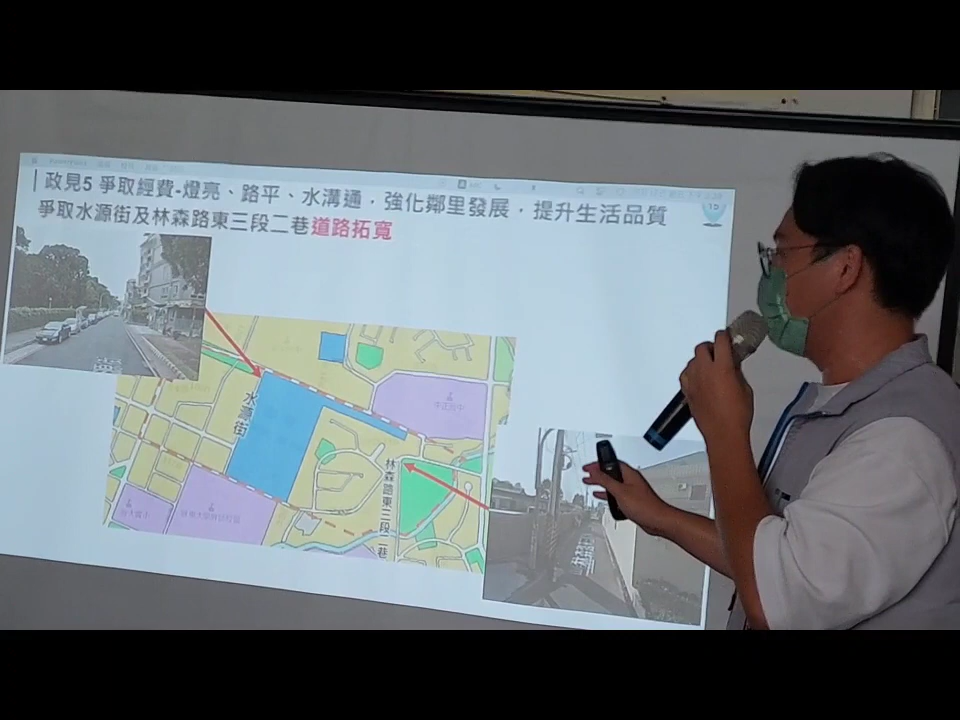 政見5 爭取經費-燈亮、路平、水溝通，強化鄰里發展，提升生活品質
爭取水源街及林森路東三段二巷道路拓寬
水源街
林森路東三段二巷